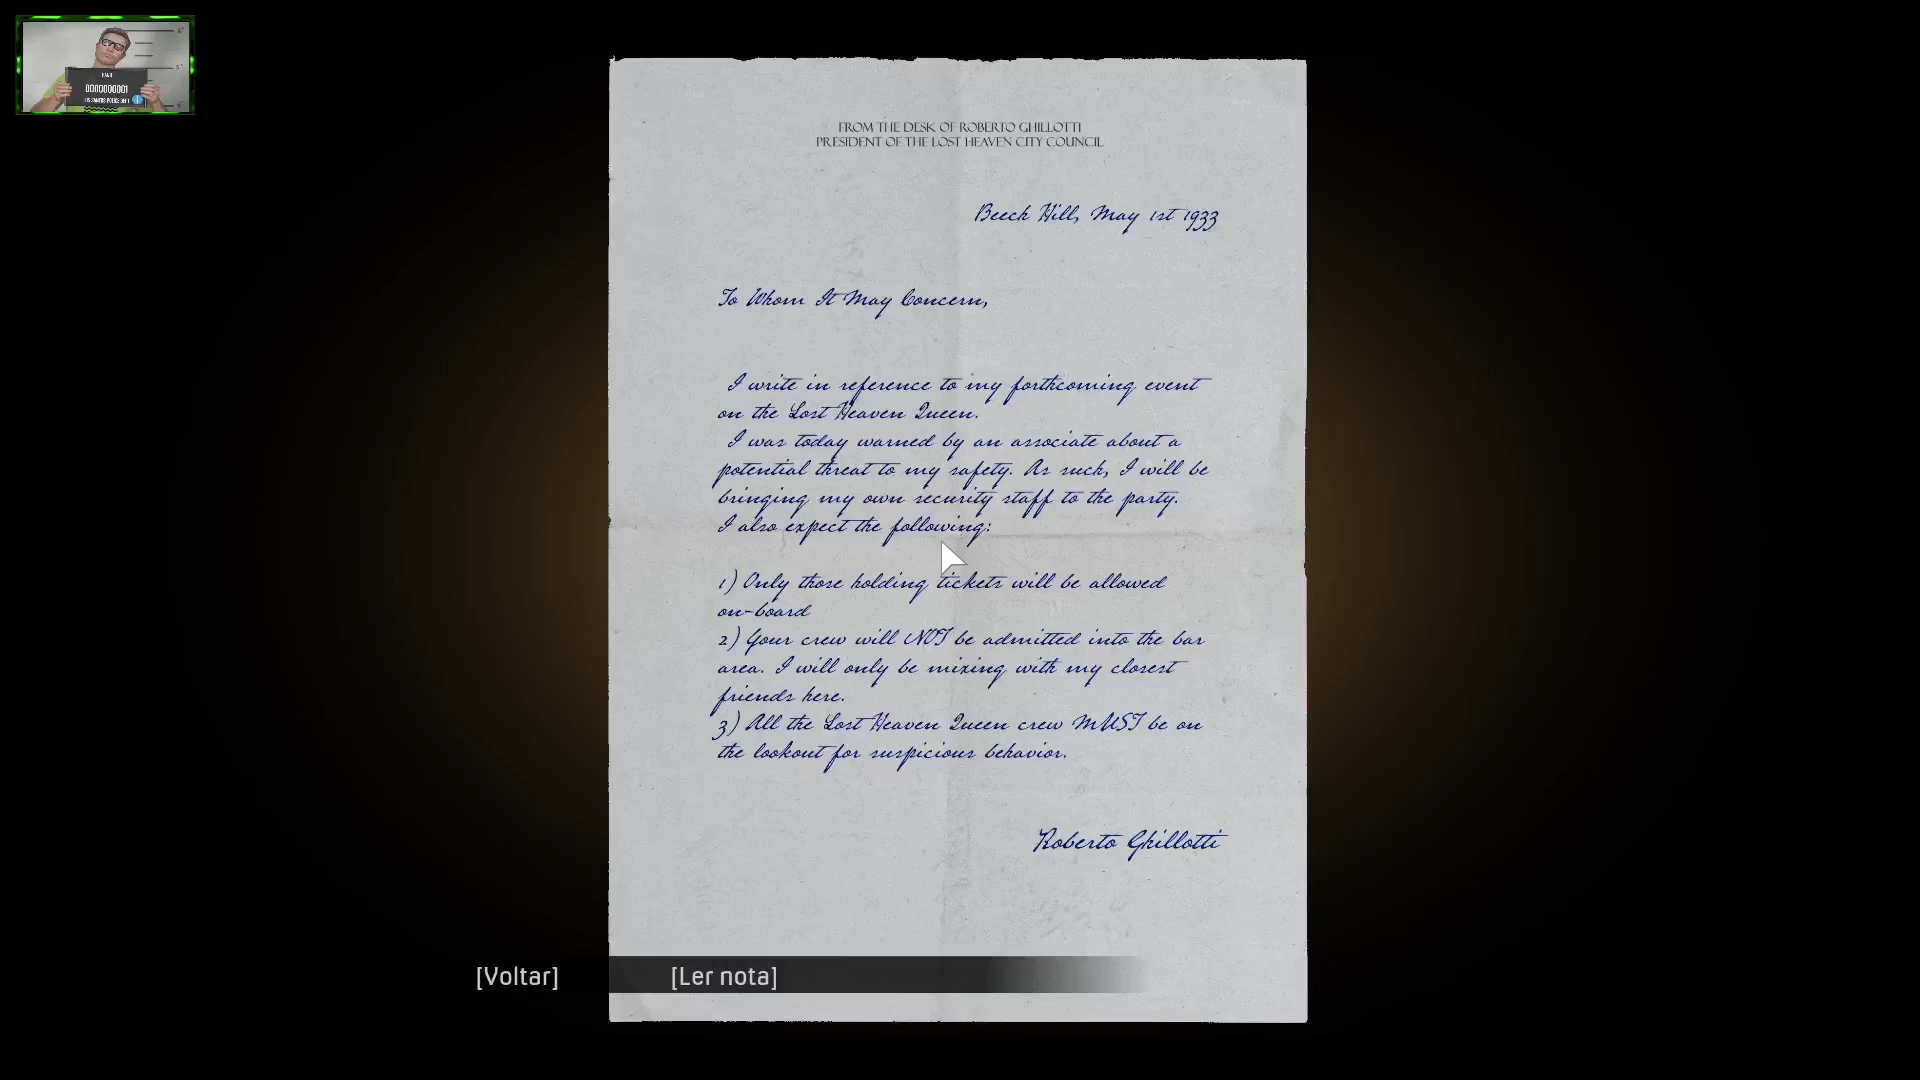 0000000001
FROM THE DESK OF ROBERTO GHILLOTTI
PRESIDENT OF THE LOST HEAVEN CITY COUNCIL
Beech Hill, May 1st 1933
To Whom It May Concern,
I write in reference to my forthcoming event
on the Lost Heaven Queen.
I was today warned by an associate about a
potential threat to my safety. As such, I will be
bringing my own security staff to the party.
I also expect the following:
1) Only those holding tickets will be allowed
on-board
2) Your crew will NOT be admitted into the bar
area. I will only be mixing with my closest
friends here.
3) All the Lost Heaven Queen crew MUST be on
the lookout for suspicious behavior.
Roberto Ghillotti
[Voltar] [Ler nota]